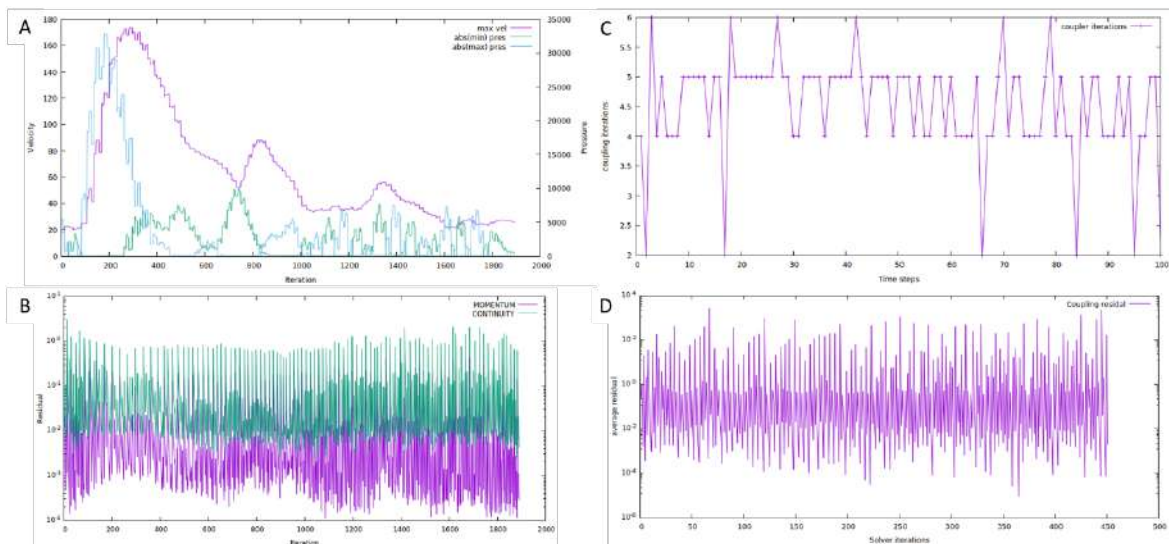 A
max vel
abs(min) pres
abs(max) pres
180
160
140
120
100
80
60
40
20
0
35000
30000
25000
20000
15000
10000
5000
0
Velocity
Pressure
0 200 400 600 800 1000 1200 1400 1600 1800 2000
Iteration
C
coupler iterations
6
5.5
5
4.5
4
3.5
3
2.5
2
coupling iterations
0 10 20 30 40 50 60 70 80 90 100
Time steps
B
MOMENTUM
CONTINUITY
Residual
0 200 400 600 800 1000 1200 1400 1600 1800 2000
Iteration
D
Coupling residal
average residual
0 50 100 150 200 250 300 350 400 450 500
Solver iterations